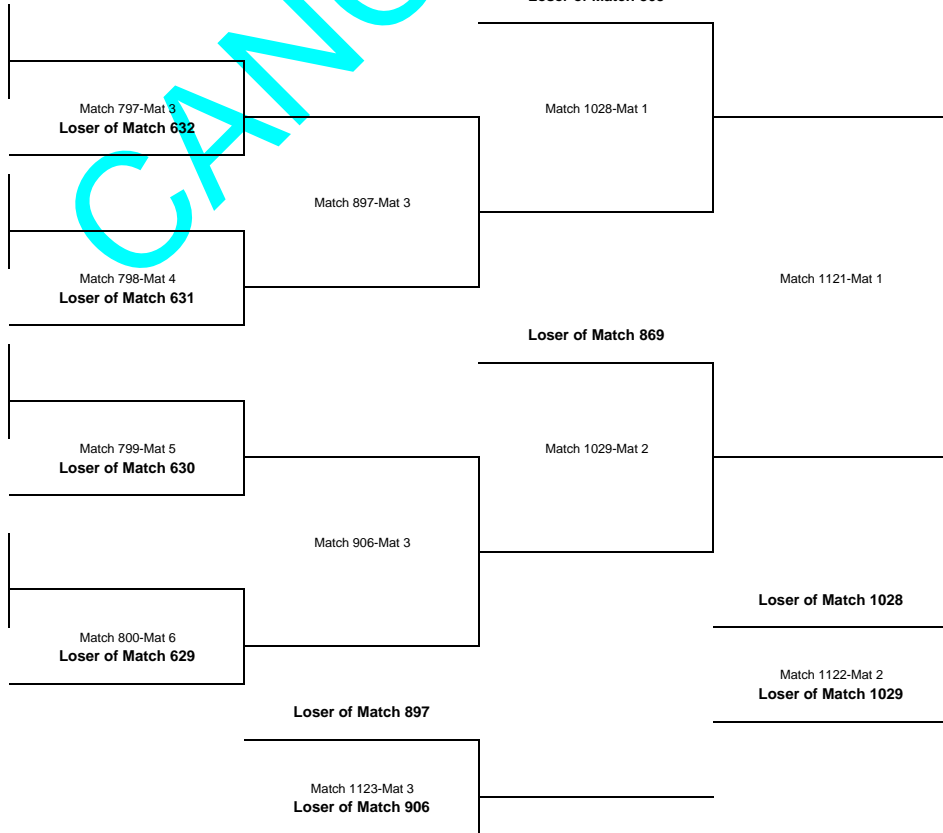 Match 797-Mat 3
Loser of Match 632
Match 1028-Mat 1
Match 897-Mat 3
Match 798-Mat 4
Loser of Match 631
Match 1121-Mat 1
Loser of Match 869
Match 799-Mat 5
Loser of Match 630
Match 1029-Mat 2
Match 906-Mat 3
Loser of Match 1028
Match 800-Mat 6
Loser of Match 629
Match 1122-Mat 2
Loser of Match 1029
Loser of Match 897
Match 1123-Mat 3
Loser of Match 906